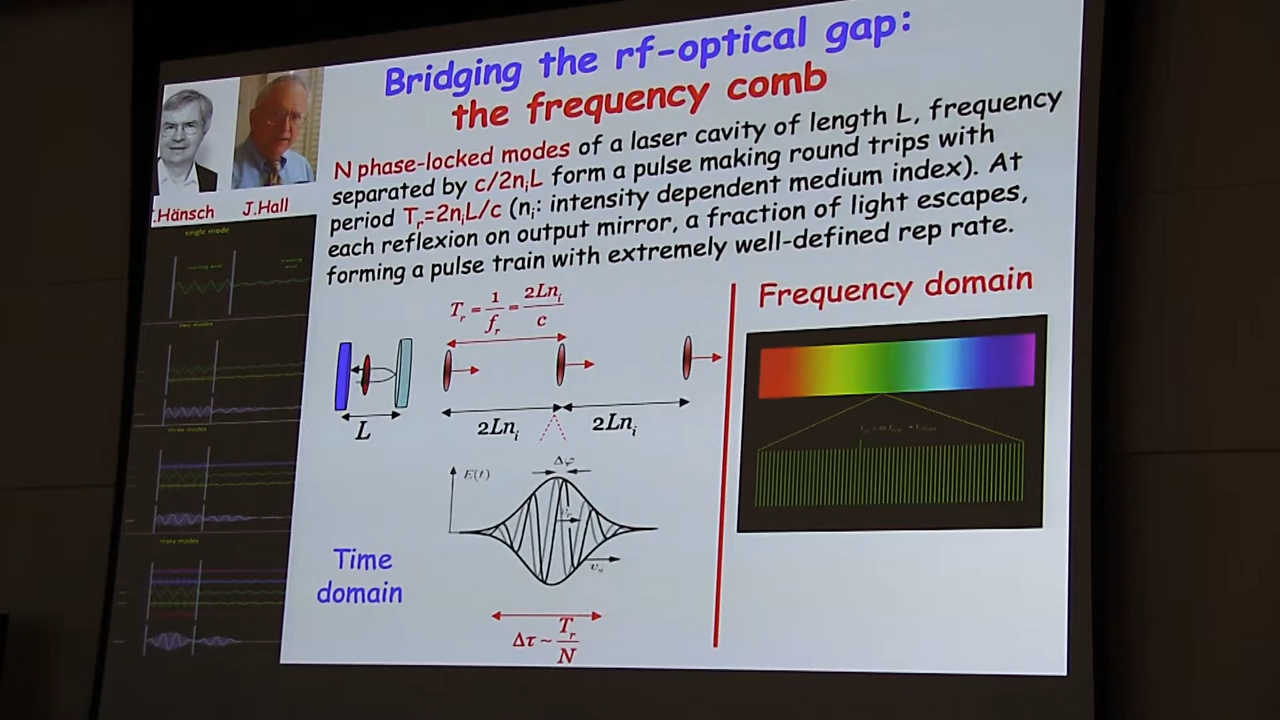 Bridging the rf-optical gap:
the frequency comb
N phase-locked modes of a laser cavity of length L, frequency
separated by c/2nᵢL form a pulse making round trips with
period Tᵣ=2nᵢL/c (nᵢ: intensity dependent medium index). At
each reflexion on output mirror, a fraction of light escapes,
forming a pulse train with extremely well-defined rep rate.
.Hänsch J.Hall
single mode
two modes
three modes
many modes
Tᵣ = 1/fᵣ = 2Lnᵢ/c
L
2Lnᵢ 2Lnᵢ
Δφ
E(t)
Time
domain
Δτ ~ Tᵣ/N
Frequency domain